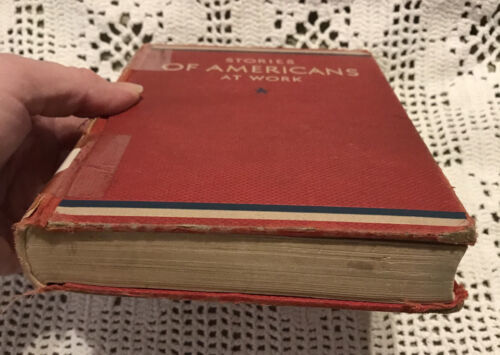 STORIES
OF AMERICANS
AT WORK